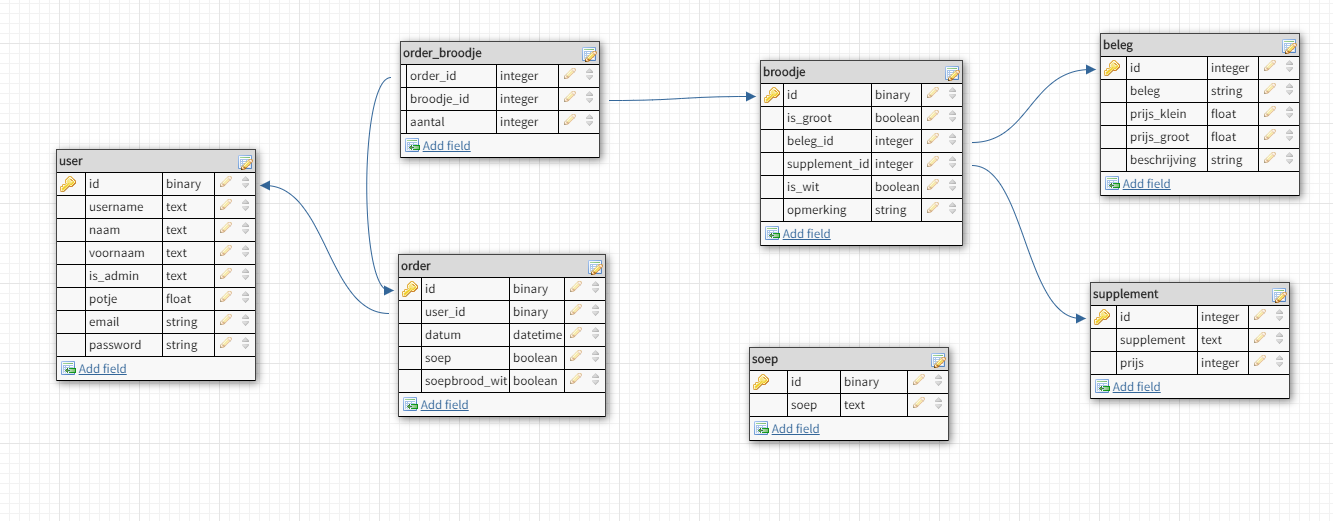 order_broodje
order_id integer
broodje_id integer
aantal integer
Add field
user
id binary
username text
naam text
voornaam text
is_admin text
potje float
email string
password string
Add field
order
id binary
user_id binary
datum datetime
soep boolean
soepbrood_wit boolean
Add field
broodje
id binary
is_groot boolean
beleg_id integer
supplement_id integer
is_wit boolean
opmerking string
Add field
soep
id binary
soep text
Add field
beleg
id integer
beleg string
prijs_klein float
prijs_groot float
beschrijving string
Add field
supplement
id integer
supplement text
prijs integer
Add field